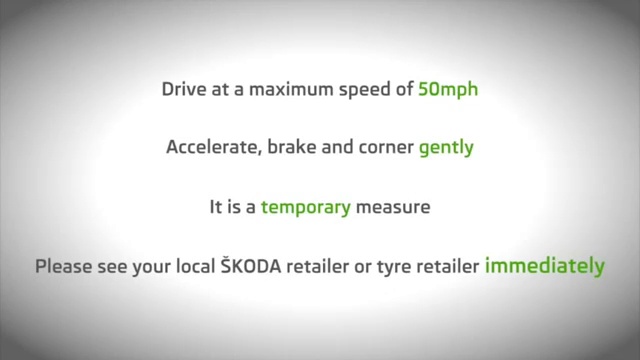 Drive at a maximum speed of 50mph
Accelerate, brake and corner gently
It is a temporary measure
Please see your local ŠKODA retailer or tyre retailer immediately